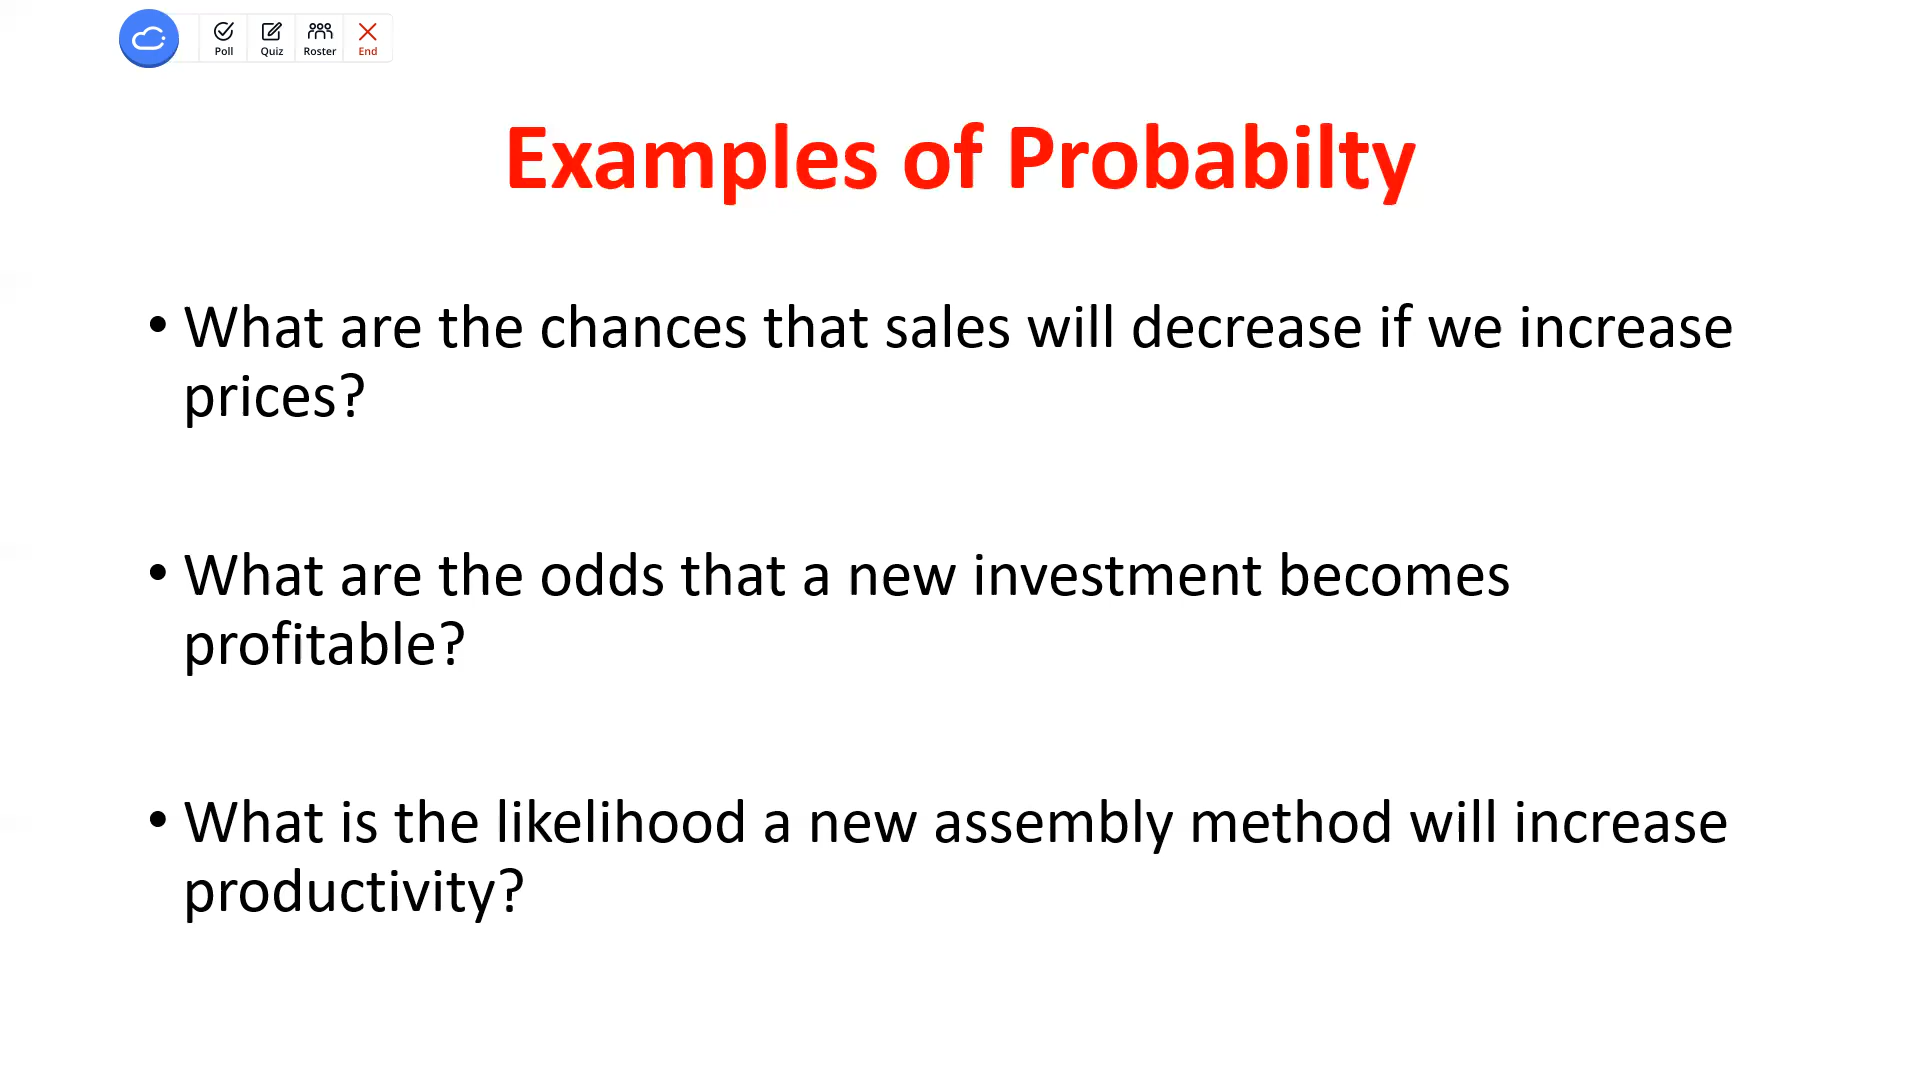 Poll Quiz Roster End
Examples of Probabilty
• What are the chances that sales will decrease if we increase
prices?
• What are the odds that a new investment becomes
profitable?
• What is the likelihood a new assembly method will increase
productivity?